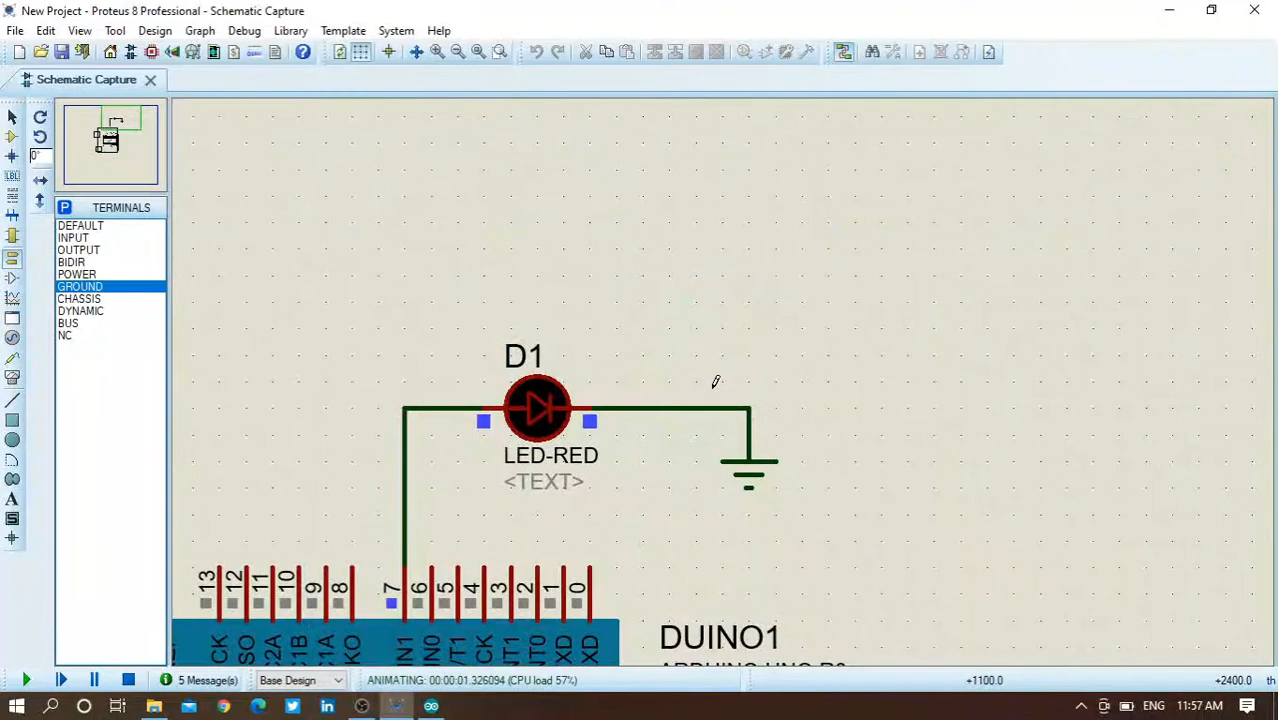 New Project - Proteus 8 Professional - Schematic Capture
File Edit View Tool Design Graph Debug Library Template System Help
Schematic Capture
0°
P TERMINALS
DEFAULT
INPUT
OUTPUT
BIDIR
POWER
GROUND
CHASSIS
DYNAMIC
BUS
NC
LBL
A
S
D1
LED-RED
<TEXT>
13 12 11 10 9 8 7 6 5 4 3 2 1 0
DUINO1
5 Message(s)
Base Design
ANIMATING: 00:00:01.326094 (CPU load 57%)
+1100.0
+2400.0
th
ENG
11:57 AM